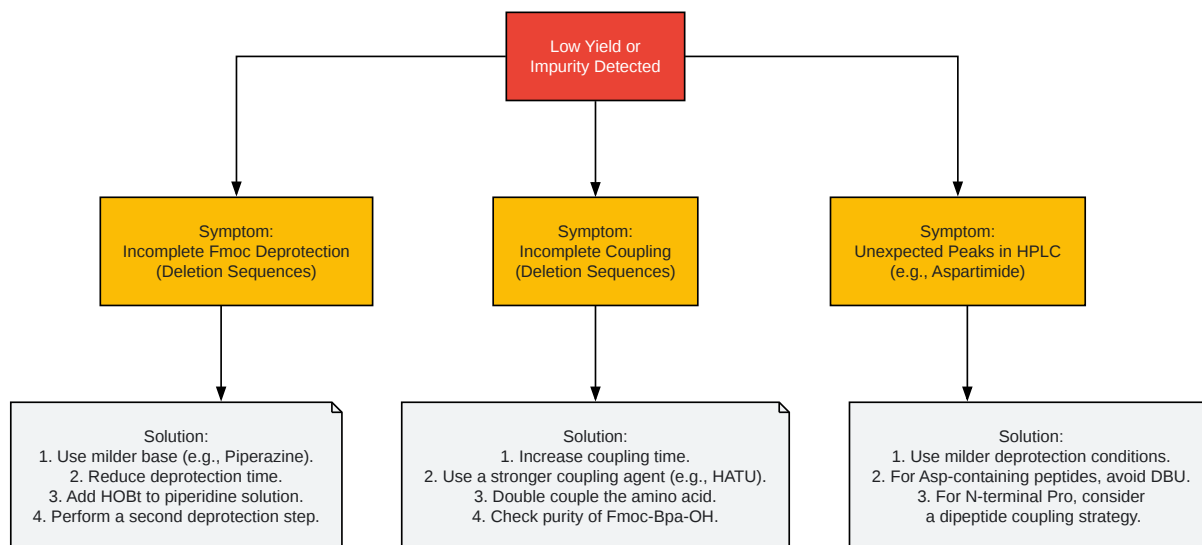 Low Yield or
Impurity Detected
Symptom:
Incomplete Fmoc Deprotection
(Deletion Sequences)
Symptom:
Incomplete Coupling
(Deletion Sequences)
Symptom:
Unexpected Peaks in HPLC
(e.g., Aspartimide)
Solution:
1. Use milder base (e.g., Piperazine).
2. Reduce deprotection time.
3. Add HOBt to piperidine solution.
4. Perform a second deprotection step.
Solution:
1. Increase coupling time.
2. Use a stronger coupling agent (e.g., HATU).
3. Double couple the amino acid.
4. Check purity of Fmoc-Bpa-OH.
Solution:
1. Use milder deprotection conditions.
2. For Asp-containing peptides, avoid DBU.
3. For N-terminal Pro, consider
a dipeptide coupling strategy.